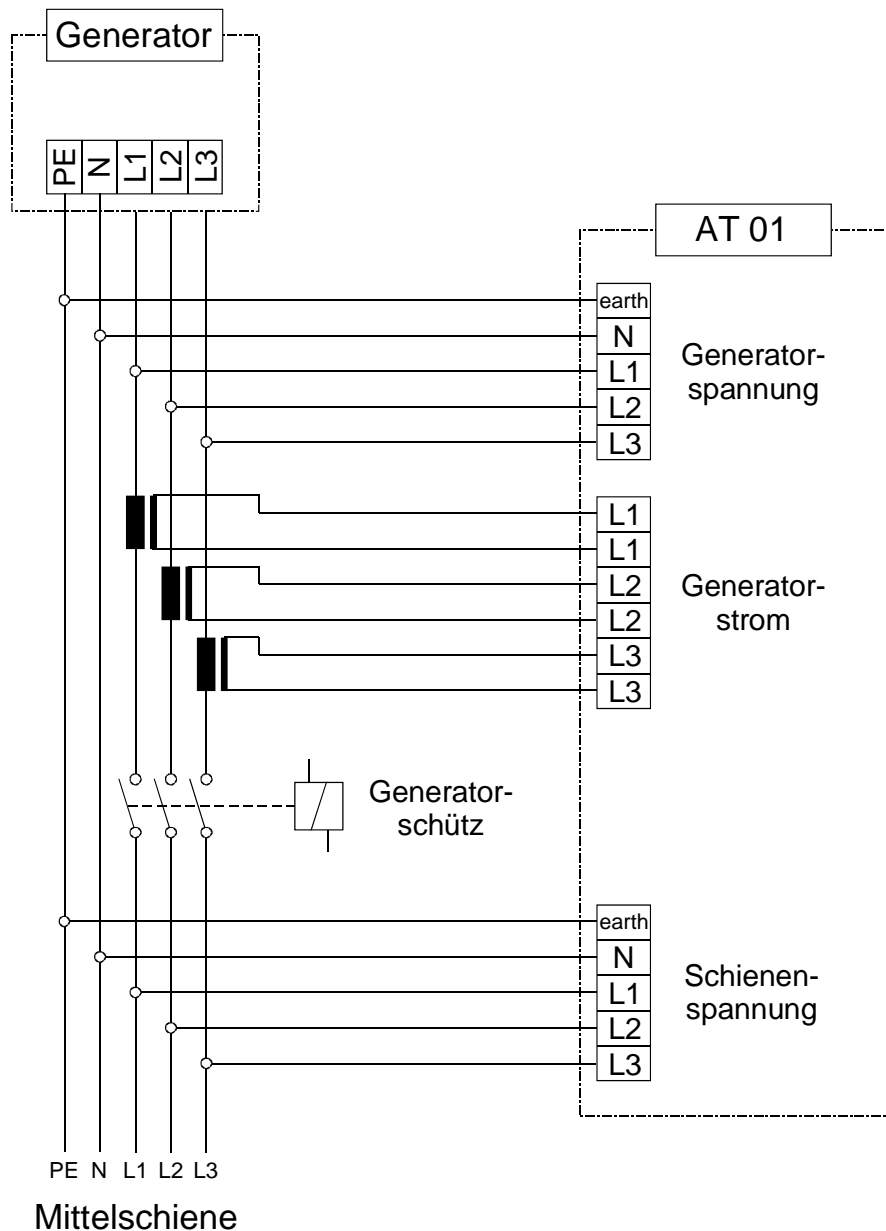 Generator
PE N L1 L2 L3
AT 01
earth
N
L1
L2
L3
Generator-
spannung
L1
L1
L2
L2
L3
L3
Generator-
strom
Generator-
schütz
earth
N
L1
L2
L3
Schienen-
spannung
PE N L1 L2 L3
Mittelschiene